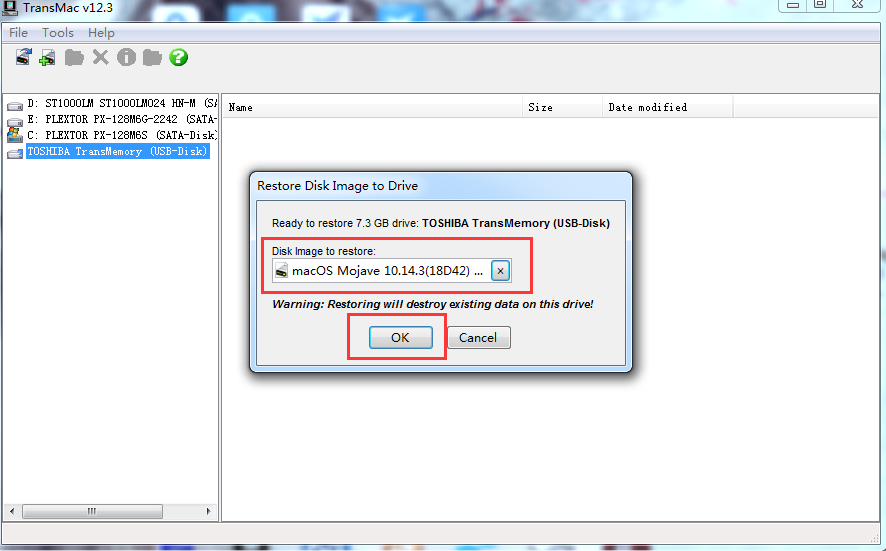 TransMac v12.3
File Tools Help
D: ST1000LM ST1000LM024 HN-M (SA
E: PLEXTOR PX-128M6G-2242 (SATA-
C: PLEXTOR PX-128M6S (SATA-Disk)
TOSHIBA TransMemory (USB-Disk)
Name Size Date modified
Restore Disk Image to Drive
Ready to restore 7.3 GB drive: TOSHIBA TransMemory (USB-Disk)
Disk Image to restore:
macOS Mojave 10.14.3(18D42) ...
Warning: Restoring will destroy existing data on this drive!
OK Cancel